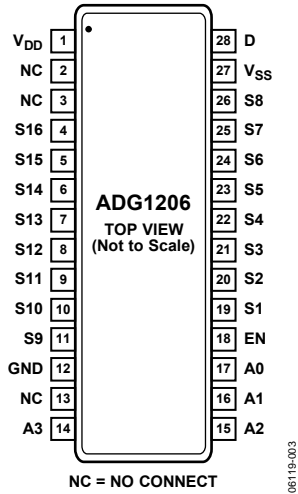 VDD 1 28 D
NC 2 27 VSS
NC 3 26 S8
S16 4 25 S7
S15 5 24 S6
S14 6 23 S5
S13 7 22 S4
S12 8 21 S3
S11 9 20 S2
S10 10 19 S1
S9 11 18 EN
GND 12 17 A0
NC 13 16 A1
A3 14 15 A2
ADG1206
TOP VIEW
(Not to Scale)
NC = NO CONNECT
06119-003